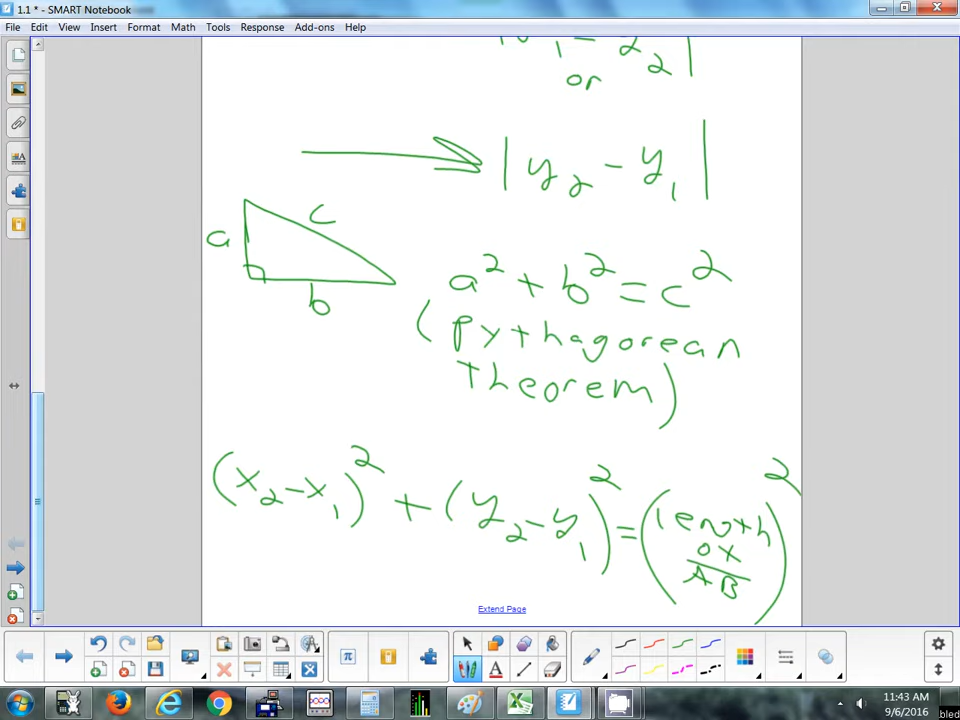 1.1 * - SMART Notebook
File Edit View Insert Format Math Tools Response Add-ons Help
or
|y₂ - y₁|
c
a
b
a² + b² = c²
(pythagorean
theorem)
(x₂-x₁)² + (y₂-y₁)² = (length
of
AB)²
Extend Page
π
A
11:43 AM
9/6/2016
bled